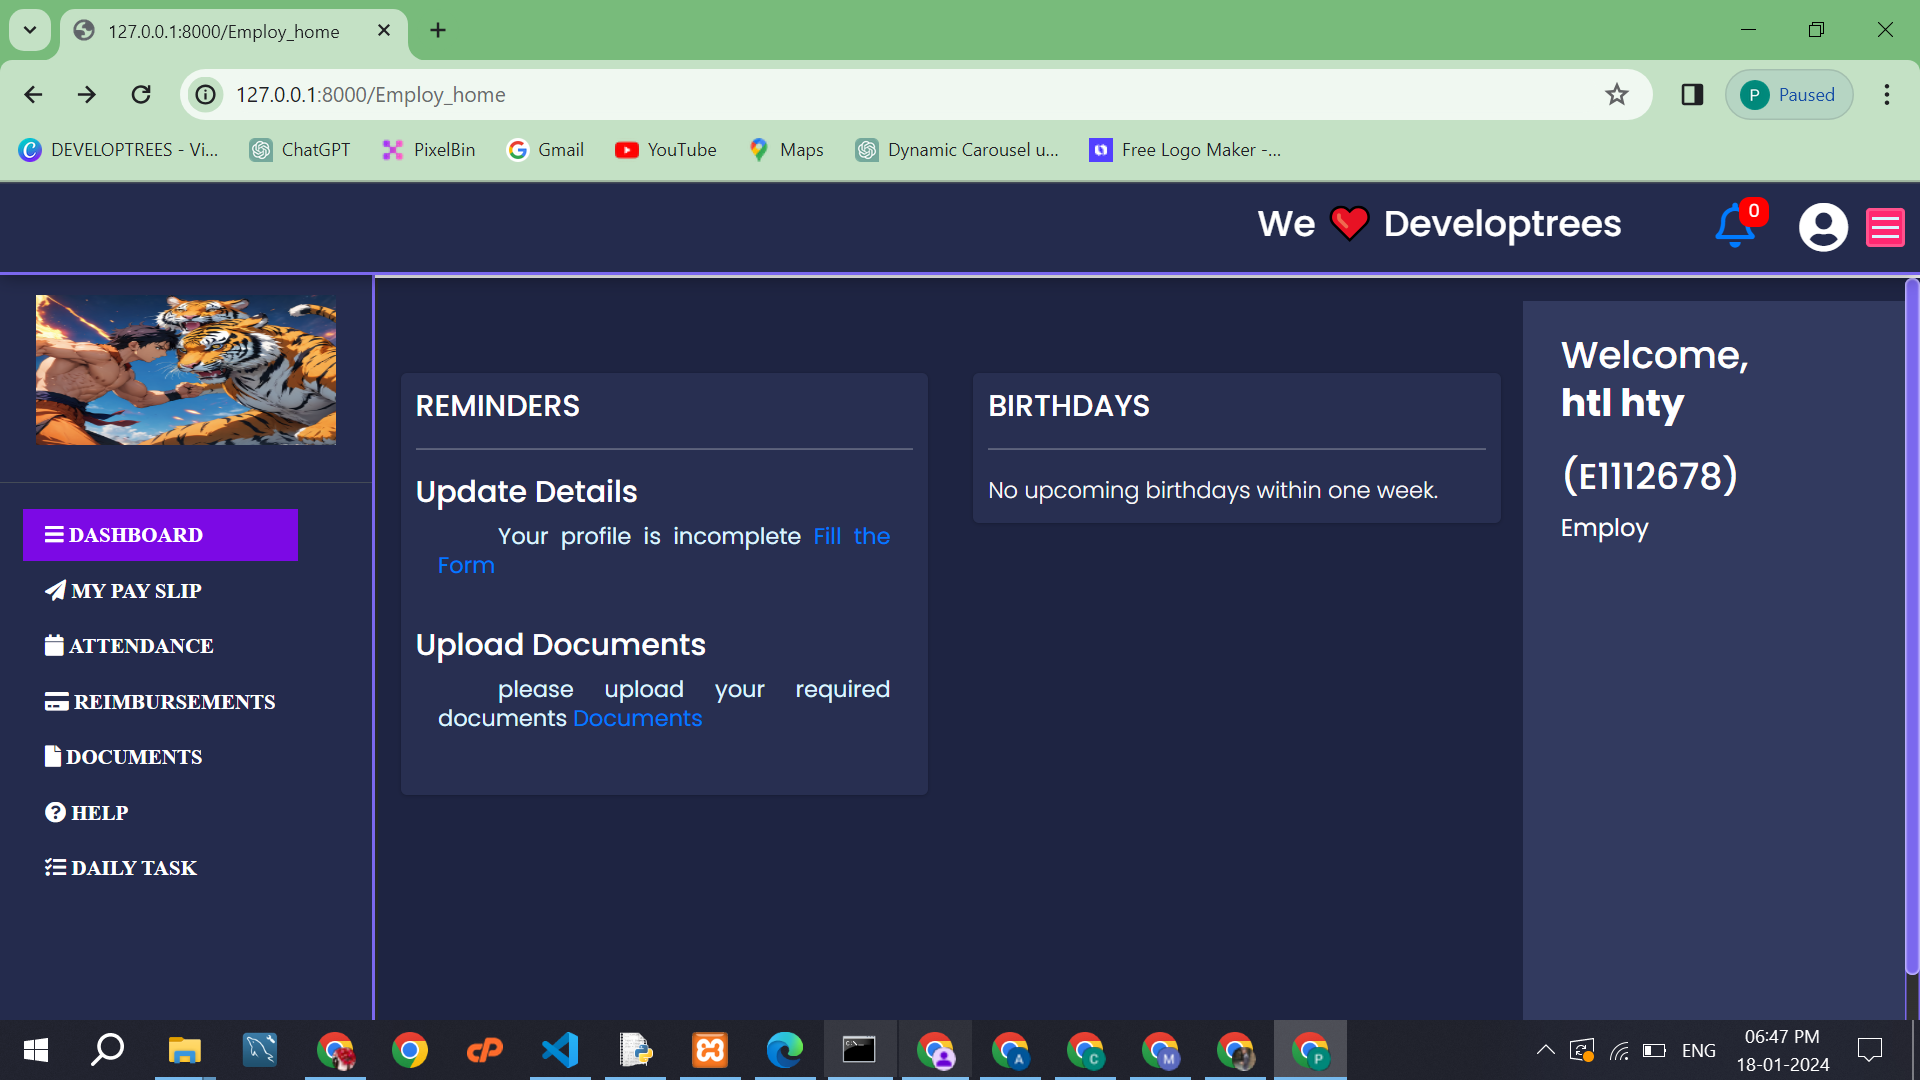 127.0.0.1:8000/Employ_home
127.0.0.1:8000/Employ_home
P Paused
DEVELOPTREES - Vi...
ChatGPT
PixelBin
Gmail
YouTube
Maps
Dynamic Carousel u...
Free Logo Maker -...
We ❤ Developtrees
0
DASHBOARD
MY PAY SLIP
ATTENDANCE
REIMBURSEMENTS
DOCUMENTS
HELP
DAILY TASK
REMINDERS
Update Details
Your profile is incomplete Fill the
Form
Upload Documents
please upload your required
documents Documents
BIRTHDAYS
No upcoming birthdays within one week.
Welcome,
htl hty
(E1112678)
Employ
cP
A
C
M
P
ENG
06:47 PM
18-01-2024